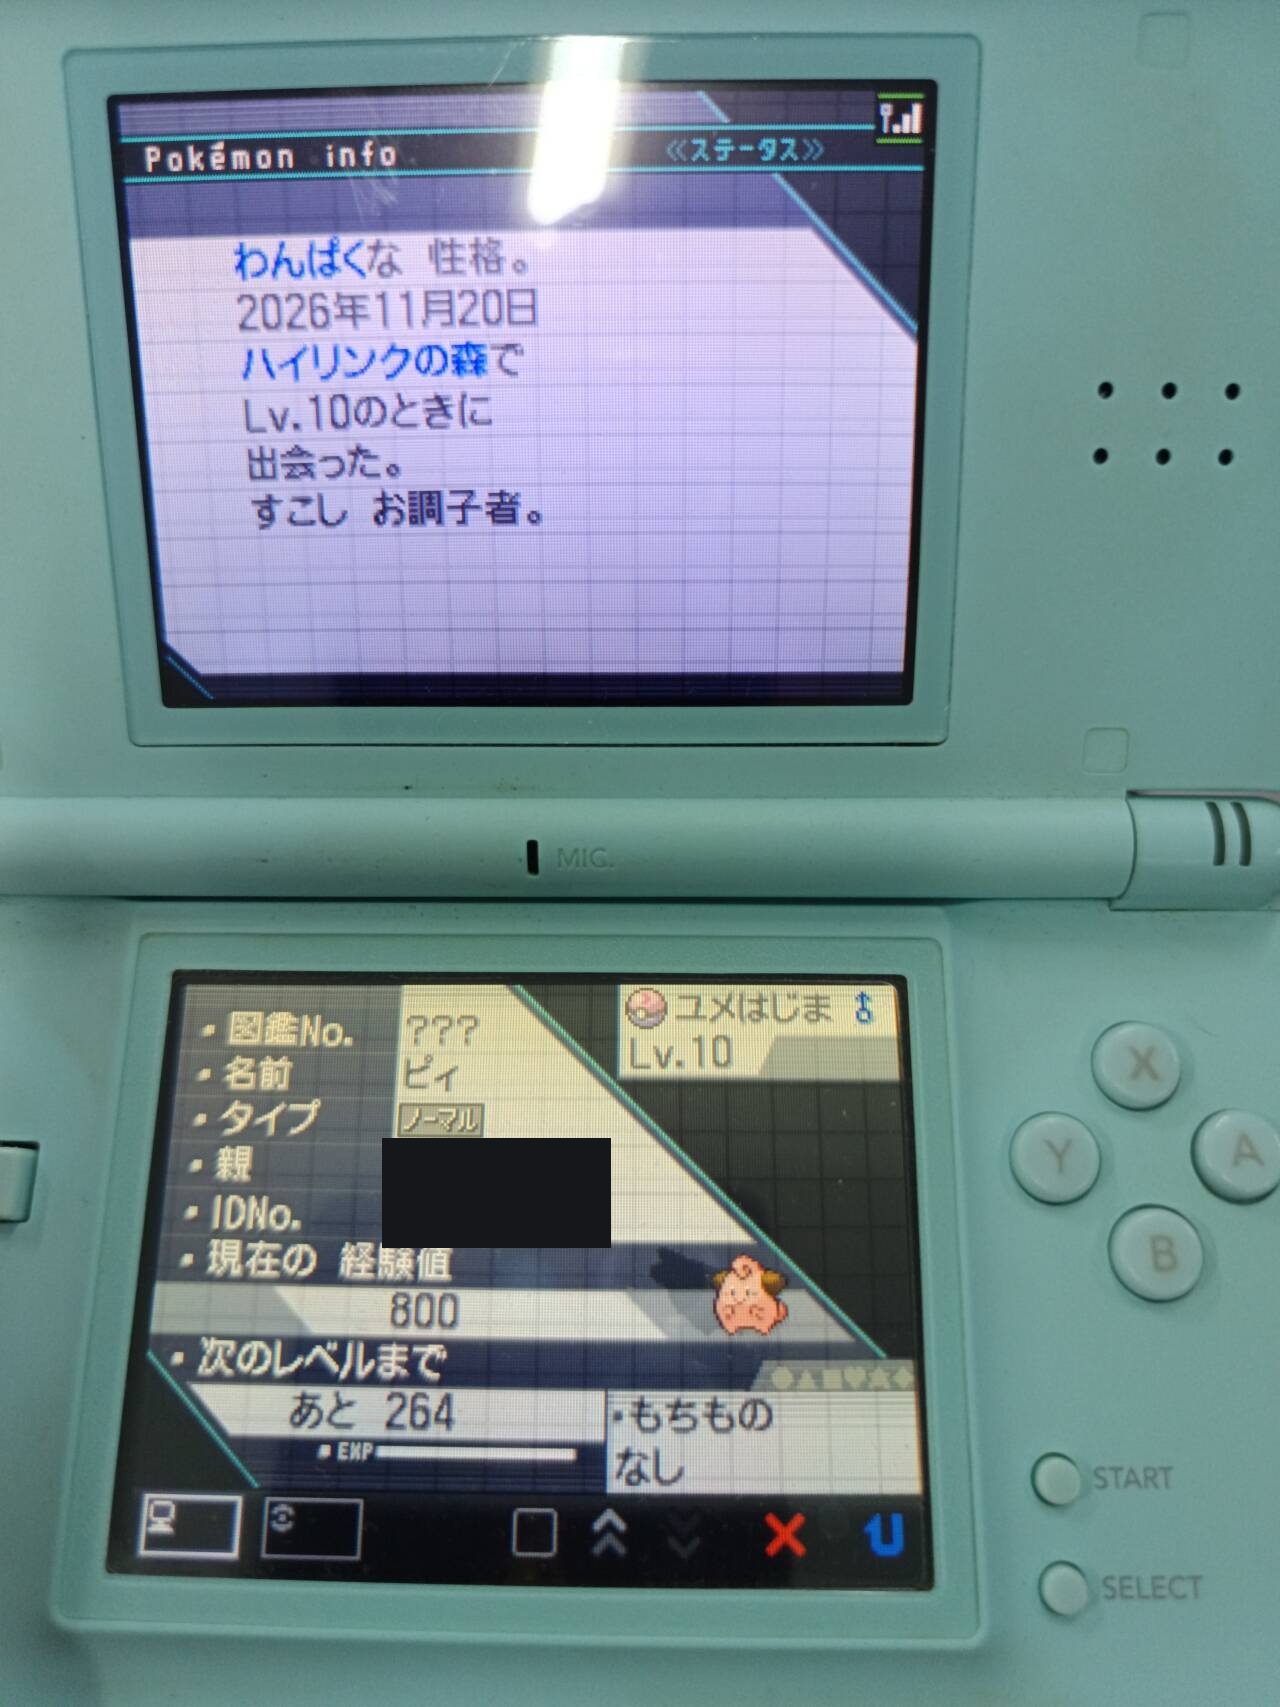 Pokémon info
≪ステータス≫
わんぱくな 性格。
2026年11月20日
ハイリンクの森で
Lv.10のときに
出会った。
すこし お調子者。
MIC.
ユメはじま ♂
Lv.10
・図鑑No. ???
・名前 ピィ
・タイプ ノーマル
・親
・IDNo.
・現在の 経験値
800
・次のレベルまで
あと 264
EXP
・もちもの
なし
X
Y
A
B
START
SELECT